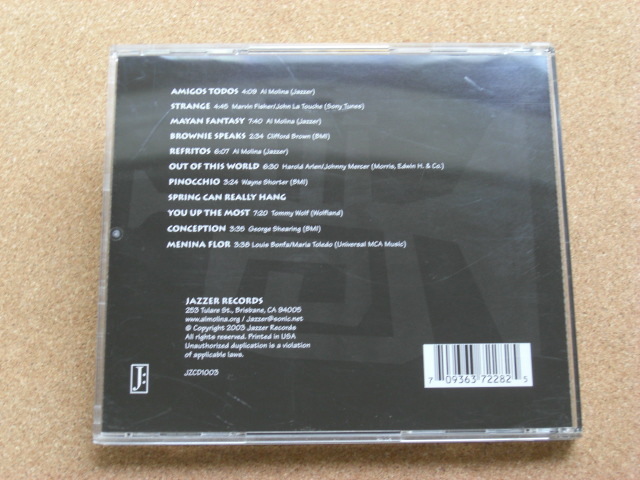 AMIGOS TODOS 4:09 Al Molina (Jazzer)
STRANGE 4:45 Marvin Fisher/John La Touche (Sony Tunes)
MAYAN FANTASY 7:40 Al Molina (Jazzer)
BROWNIE SPEAKS 2:34 Clifford Brown (BMI)
REFRITOS 6:07 Al Molina (Jazzer)
OUT OF THIS WORLD 6:30 Harold Arlen/Johnny Mercer (Morris, Edwin H. & Co.)
PINOCCHIO 3:24 Wayne Shorter (BMI)
SPRING CAN REALLY HANG
YOU UP THE MOST 7:20 Tommy Wolf (Wolfland)
CONCEPTION 3:35 George Shearing (BMI)
MENINA FLOR 3:38 Louis Bonfa/Maria Toledo (Universal MCA Music)
JAZZER RECORDS
253 Tulare St., Brisbane, CA 94005
www.almolina.org / Jazzer@sonic.net
© Copyright 2003 Jazzer Records
All rights reserved. Printed in USA
Unauthorized duplication is a violation
of applicable laws.
JZCD1003
J:
7 09363 72282 5